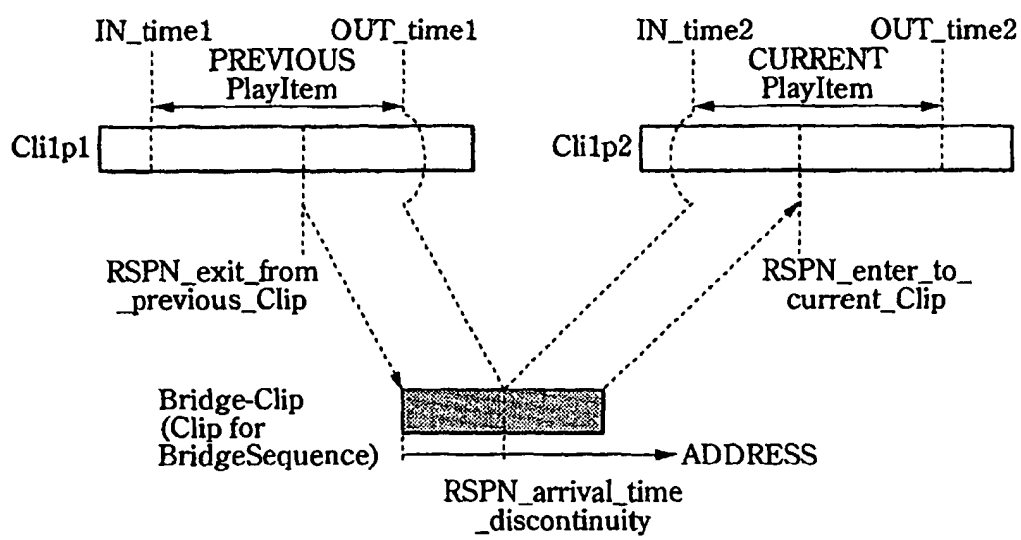 IN_time1
OUT_time1
IN_time2
OUT_time2
PREVIOUS
PlayItem
CURRENT
PlayItem
Cli1p1
Cli1p2
RSPN_exit_from
_previous_Clip
RSPN_enter_to_
current_Clip
Bridge-Clip
(Clip for
BridgeSequence)
ADDRESS
RSPN_arrival_time
_discontinuity